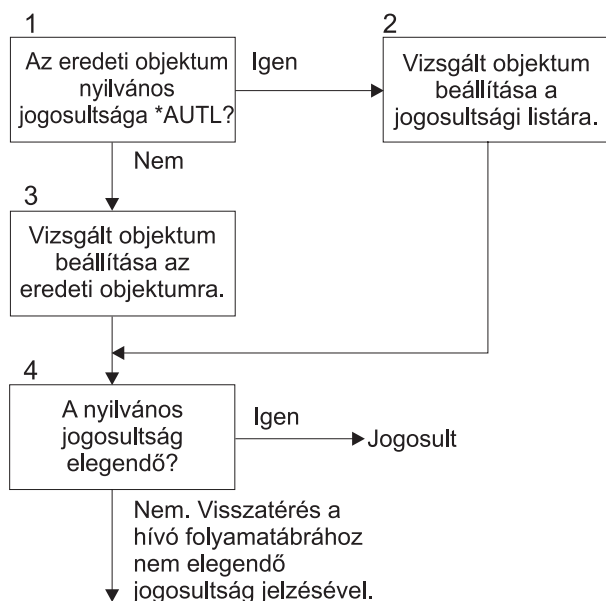 1
Az eredeti objektum
nyilvános
jogosultsága *AUTL?
Igen
2
Vizsgált objektum
beállítása a
jogosultsági listára.
Nem
3
Vizsgált objektum
beállítása az
eredeti objektumra.
4
A nyilvános
jogosultság
elegendő?
Igen
Jogosult
Nem. Visszatérés a
hívó folyamatábrához
nem elegendő
jogosultság jelzésével.